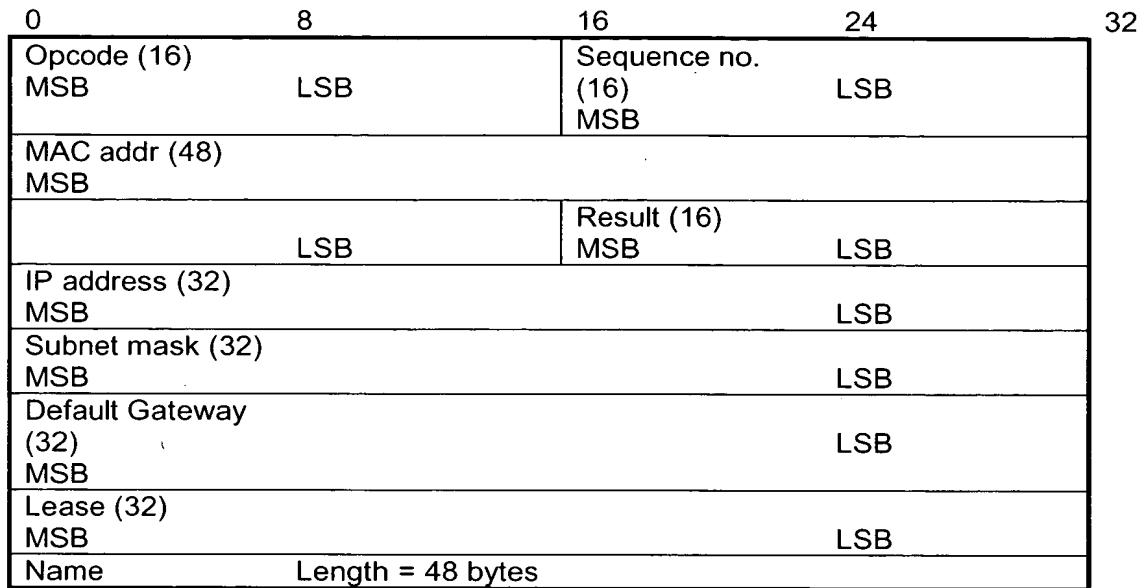 0 8 16 24 32
Opcode (16) Sequence no.
MSB LSB (16) LSB
MSB
MAC addr (48)
MSB
Result (16)
LSB MSB LSB
IP address (32)
MSB LSB
Subnet mask (32)
MSB LSB
Default Gateway
(32) LSB
MSB
Lease (32)
MSB LSB
Name Length = 48 bytes